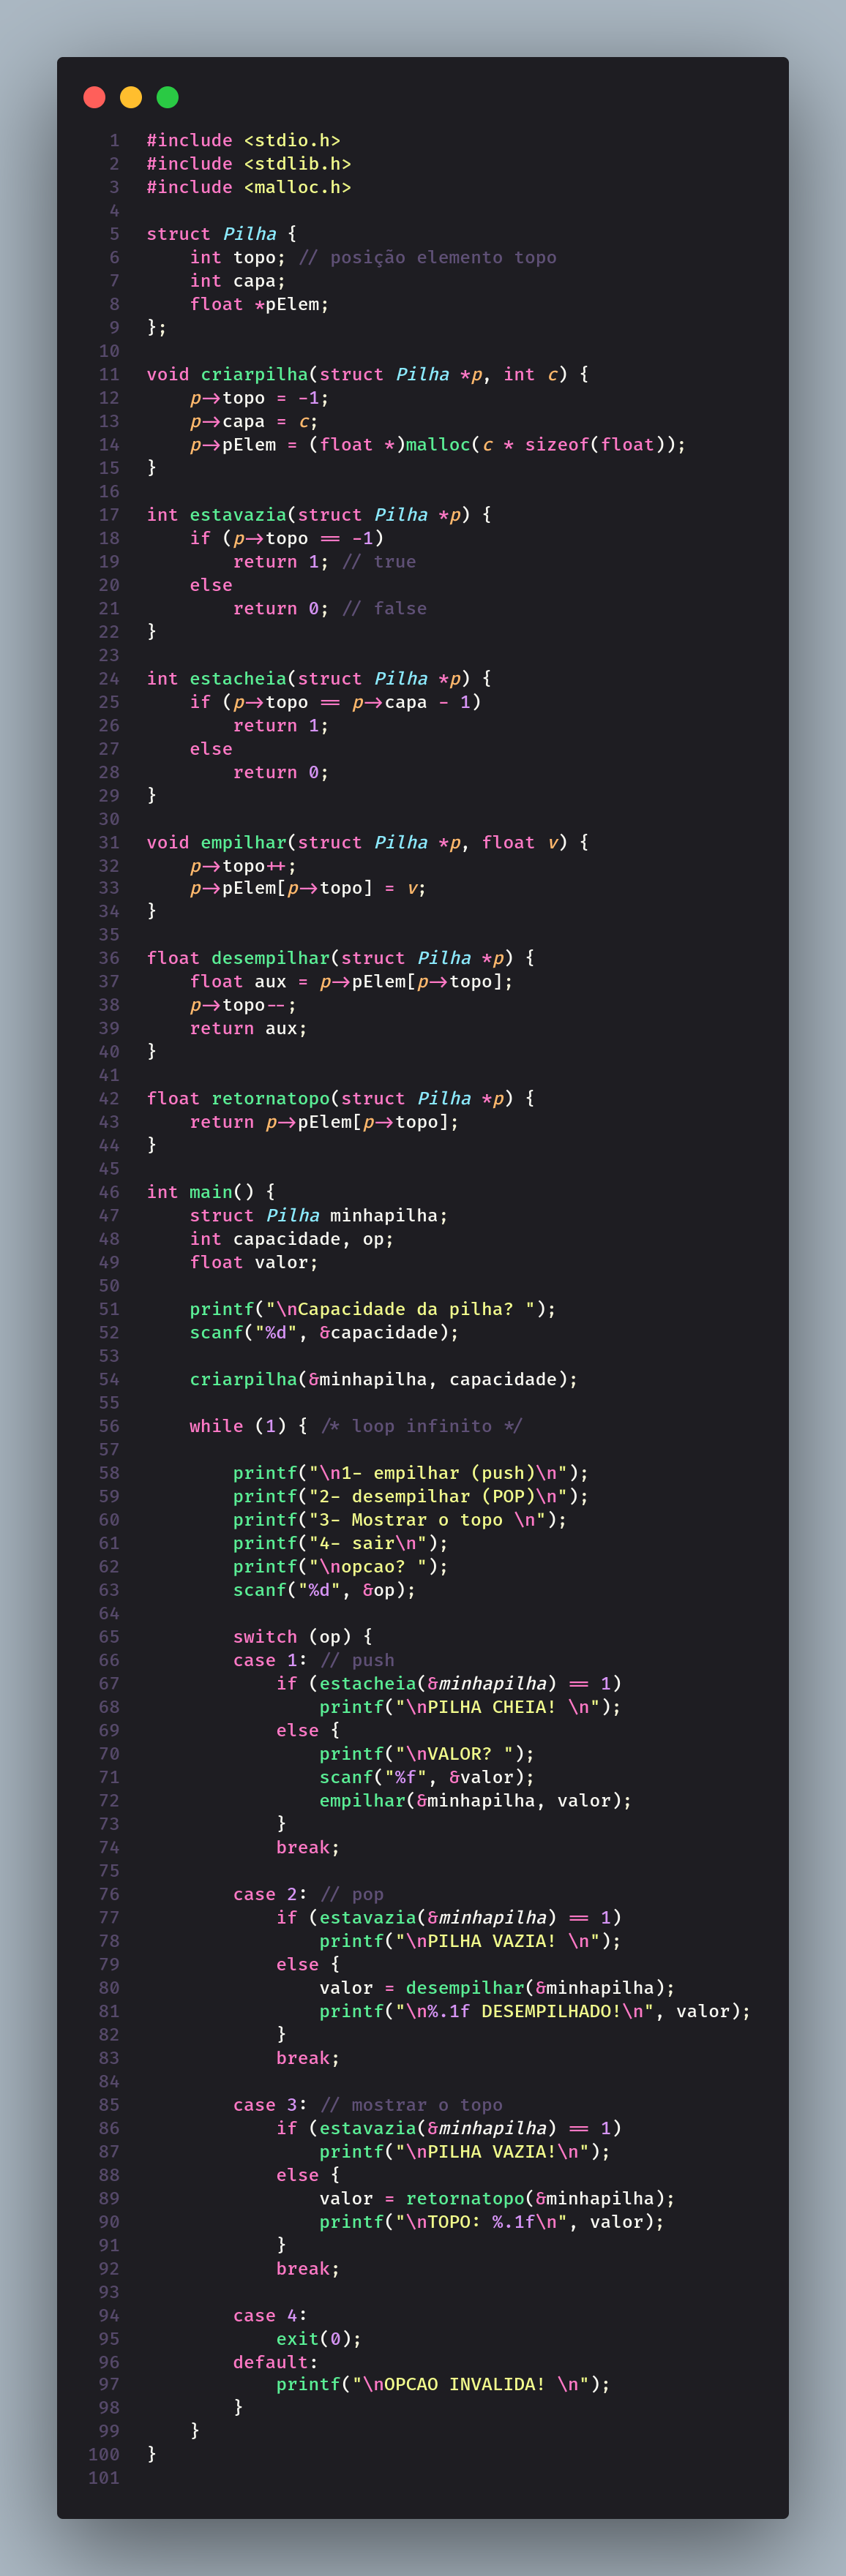 1 #include <stdio.h>
2 #include <stdlib.h>
3 #include <malloc.h>
4
5 struct Pilha {
6     int topo; // posição elemento topo
7     int capa;
8     float *pElem;
9 };
10
11 void criarpilha(struct Pilha *p, int c) {
12     p->topo = -1;
13     p->capa = c;
14     p->pElem = (float *)malloc(c * sizeof(float));
15 }
16
17 int estavazia(struct Pilha *p) {
18     if (p->topo == -1)
19         return 1; // true
20     else
21         return 0; // false
22 }
23
24 int estacheia(struct Pilha *p) {
25     if (p->topo == p->capa - 1)
26         return 1;
27     else
28         return 0;
29 }
30
31 void empilhar(struct Pilha *p, float v) {
32     p->topo++;
33     p->pElem[p->topo] = v;
34 }
35
36 float desempilhar(struct Pilha *p) {
37     float aux = p->pElem[p->topo];
38     p->topo--;
39     return aux;
40 }
41
42 float retornatopo(struct Pilha *p) {
43     return p->pElem[p->topo];
44 }
45
46 int main() {
47     struct Pilha minhapilha;
48     int capacidade, op;
49     float valor;
50
51     printf("\nCapacidade da pilha? ");
52     scanf("%d", &capacidade);
53
54     criarpilha(&minhapilha, capacidade);
55
56     while (1) { /* loop infinito */
57
58         printf("\n1- empilhar (push)\n");
59         printf("2- desempilhar (POP)\n");
60         printf("3- Mostrar o topo \n");
61         printf("4- sair\n");
62         printf("\nopcao? ");
63         scanf("%d", &op);
64
65         switch (op) {
66         case 1: // push
67             if (estacheia(&minhapilha) == 1)
68                 printf("\nPILHA CHEIA! \n");
69             else {
70                 printf("\nVALOR? ");
71                 scanf("%f", &valor);
72                 empilhar(&minhapilha, valor);
73             }
74             break;
75
76         case 2: // pop
77             if (estavazia(&minhapilha) == 1)
78                 printf("\nPILHA VAZIA! \n");
79             else {
80                 valor = desempilhar(&minhapilha);
81                 printf("\n%.1f DESEMPILHADO!\n", valor);
82             }
83             break;
84
85         case 3: // mostrar o topo
86             if (estavazia(&minhapilha) == 1)
87                 printf("\nPILHA VAZIA!\n");
88             else {
89                 valor = retornatopo(&minhapilha);
90                 printf("\nTOPO: %.1f\n", valor);
91             }
92             break;
93
94         case 4:
95             exit(0);
96         default:
97             printf("\nOPCAO INVALIDA! \n");
98         }
99     }
100 }
101